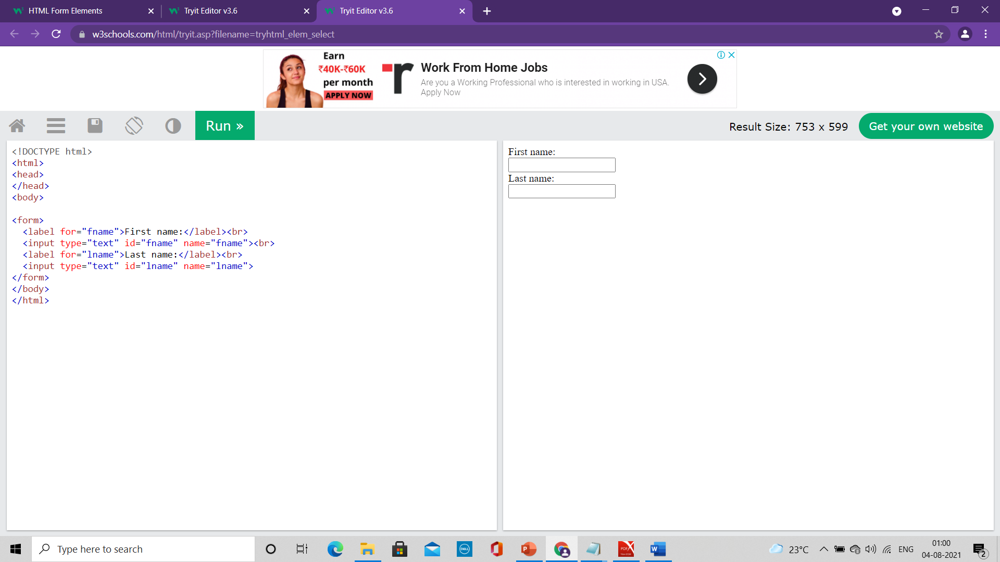 HTML Form Elements
Tryit Editor v3.6
Tryit Editor v3.6
w3schools.com/html/tryit.asp?filename=tryhtml_elem_select
Earn
₹40K-₹60K
per month
APPLY NOW
Work From Home Jobs
Are you a Working Professional who is interested in working in USA.
Apply Now
Run »
Result Size: 753 x 599
Get your own website
<!DOCTYPE html>
<html>
<head>
</head>
<body>
<form>
<label for="fname">First name:</label><br>
<input type="text" id="fname" name="fname"><br>
<label for="lname">Last name:</label><br>
<input type="text" id="lname" name="lname">
</form>
</body>
</html>
First name:
Last name:
Type here to search
DELL
P
PDF
W
23°C
ENG
01:00
04-08-2021
2